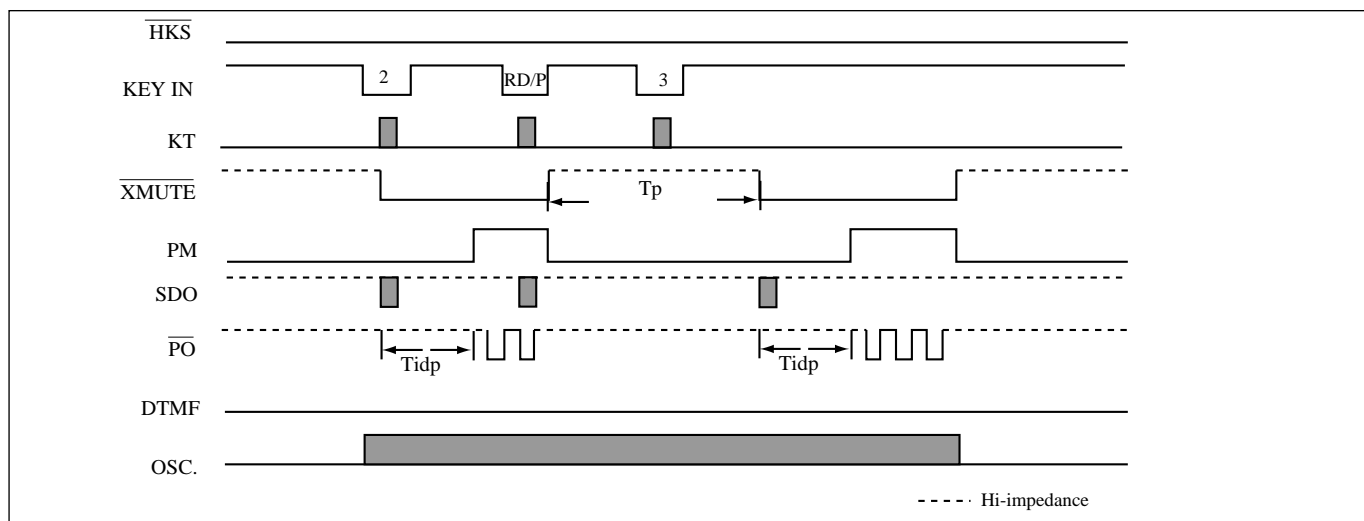 HKS
KEY IN
2
RD/P
3
KT
XMUTE
Tp
PM
SDO
PO
Tidp
Tidp
DTMF
OSC.
Hi-impedance